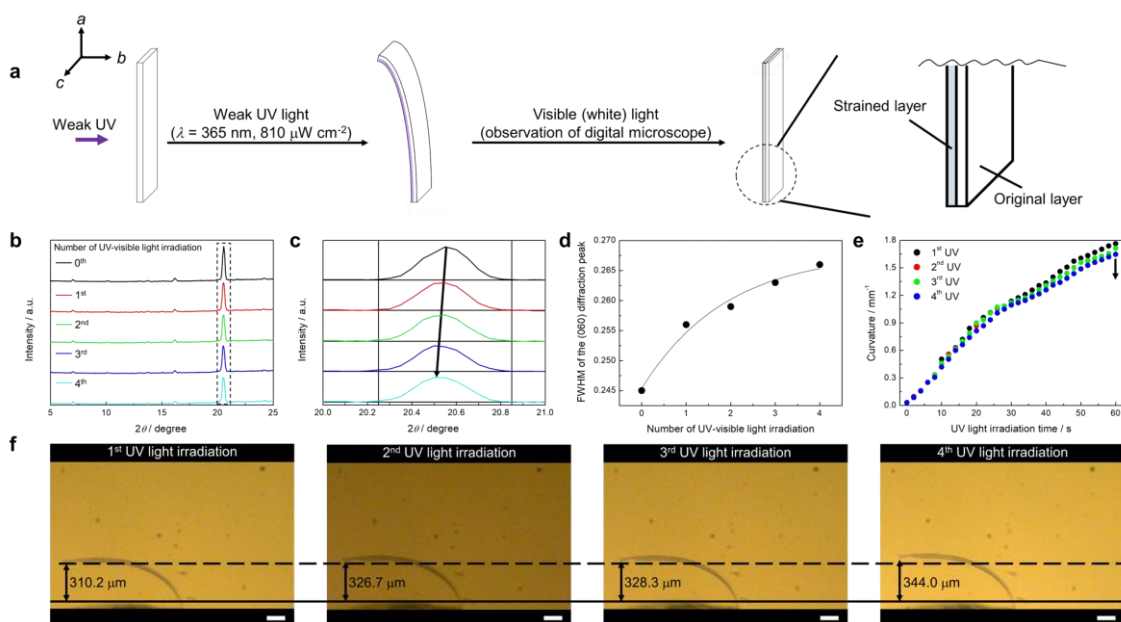 a
b
c
a
Weak UV
Weak UV light
(λ = 365 nm, 810 μW cm⁻²)
Visible (white) light
(observation of digital microscope)
Strained layer
Original layer
b
Number of UV-visible light irradiation
0th
1st
2nd
3rd
4th
Intensity / a.u.
5 10 15 20 25
2θ / degree
c
Intensity / a.u.
20.0 20.2 20.4 20.6 20.8 21.0
2θ / degree
d
FWHM of the (060) diffraction peak
0.270
0.265
0.260
0.255
0.250
0.245
0 1 2 3 4
Number of UV-visible light irradiation
e
1st UV
2nd UV
3rd UV
4th UV
Curvature / mm⁻¹
1.8
1.5
1.2
0.9
0.6
0.3
0.0
0 10 20 30 40 50 60
UV light irradiation time / s
f
1st UV light irradiation
2nd UV light irradiation
3rd UV light irradiation
4th UV light irradiation
310.2 μm
326.7 μm
328.3 μm
344.0 μm